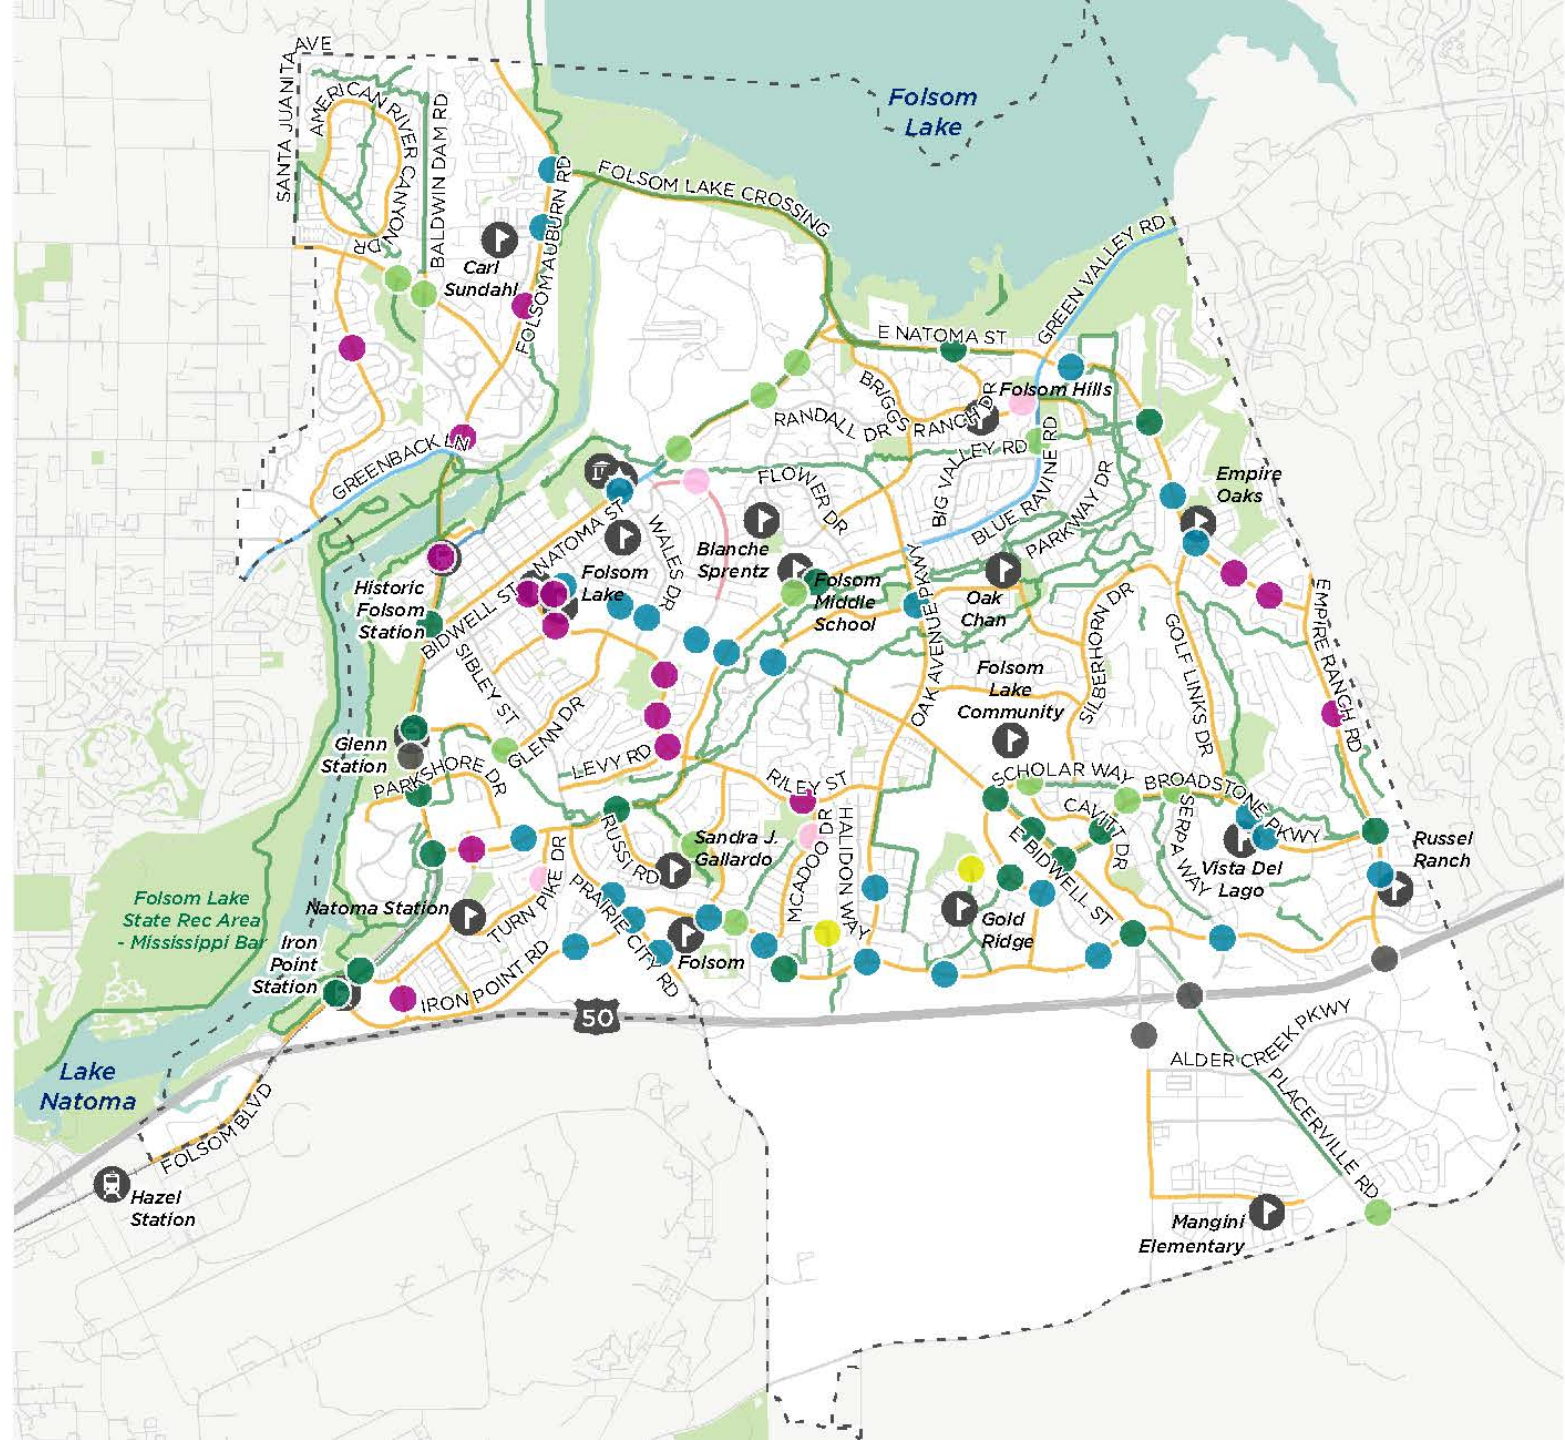 AVE
SANTA JUANITA
AMERICAN RIVER CANYON
DR
BALDWIN DAM RD
Folsom
Lake
FOLSOM LAKE CROSSING
FOLSOM AUBURN RD
Carl
Sundahl
GREEN VALLEY RD
E NATOMA ST
BRIGGS RANCH DR
Folsom Hills
RANDALL DR
BIG VALLEY RD
BLUE RAVINE RD
PARKWAY DR
GREENBACK LN
FLOWER DR
Empire
Oaks
NATOMA ST
WALES DR
Blanche
Sprentz
Folsom
Lake
Folsom
Middle
School
Oak
Chan
OAK AVENUE PKWY
Historic
Folsom
Station
BIDWELL ST
SIBLEY ST
SILBERHORN DR
GOLF LINKS DR
EMPIRE RANCH RD
Folsom
Lake
Community
Glenn
Station
GLENN DR
LEVY RD
PARKSHORE DR
RILEY ST
SCHOLAR WAY
BROADSTONE PKWY
CAVITT DR
SERPA WAY
E BIDWELL ST
RUSSI RD
Sandra J.
Gallardo
MCADOO DR
HALIDON WAY
Russel
Ranch
Vista Del
Lago
Folsom Lake
State Rec Area
- Mississippi Bar
Natoma Station
TURN PIKE DR
PRAIRIE CITY RD
Gold
Ridge
Iron
Point
Station
Folsom
IRON POINT RD
50
ALDER CREEK PKWY
PLACERVILLE RD
Lake
Natoma
FOLSOM BLVD
Hazel
Station
Mangini
Elementary